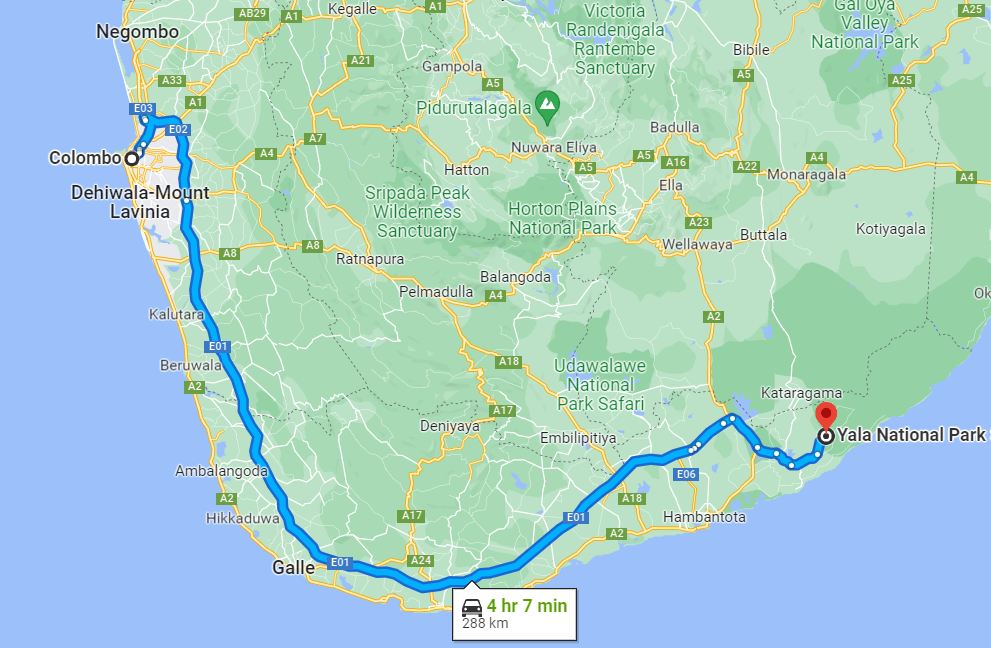 Kegalle
Victoria
Randenigala
Rantembe
Sanctuary
Gal Oya
Valley
National Park
AB29
A1
A1
A25
Negombo
Bibile
A21
Gampola
A5
A5
A25
A33
A1
E03
Pidurutalagala
E02
Badulla
A7
Nuwara Eliya
Colombo
A4
A5
A5
A16
A22
A4
A4
Hatton
Monaragala
Dehiwala-Mount
Lavinia
Ella
Sripada Peak
Wilderness
Sanctuary
Horton Plains
National Park
A23
Buttala
Kotiyagala
A8
A8
Wellawaya
Ratnapura
Balangoda
Pelmadulla
A4
Ok
Kalutara
A2
E01
Beruwala
A18
A2
Udawalawe
National
Park Safari
Kataragama
A17
Deniyaya
Embilipitiya
Yala National Park
Ambalangoda
E06
A2
A18
Hikkaduwa
A17
E01
Hambantota
A2
Galle
E01
A24
4 hr 7 min
288 km